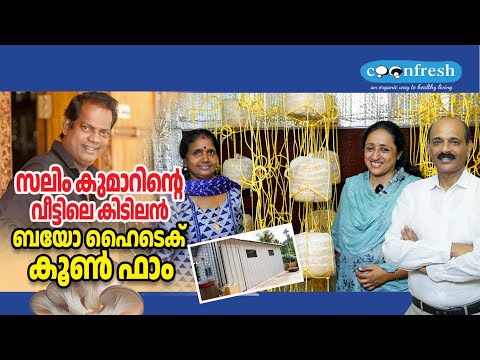 coonfresh
an organic way to healthy living
സലിം കുമാറിന്റെ
വീട്ടിലെ കിടിലൻ
ബയോ ഹൈടെക്
കൂൺ ഫാം